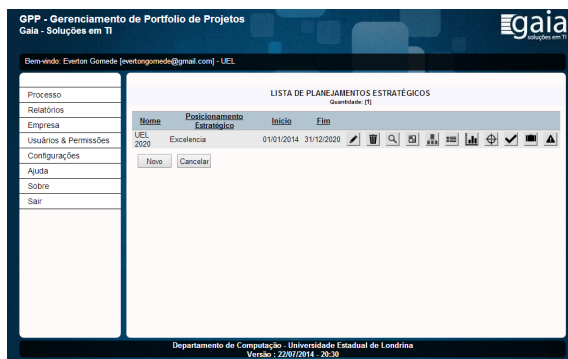 GPP - Gerenciamento de Portfolio de Projetos
Gaia - Soluções em TI
gaia
soluções em TI
Bem-vindo: Everton Gomede [evertongomede@gmail.com] - UEL
Processo
Relatórios
Empresa
Usuários & Permissões
Configurações
Ajuda
Sobre
Sair
LISTA DE PLANEJAMENTOS ESTRATÉGICOS
Quantidade: [1]
Nome Posicionamento Estratégico Início Fim
UEL 2020 Excelencia 01/01/2014 31/12/2020
Novo Cancelar
Departamento de Computação - Universidade Estadual de Londrina
Versão : 22/07/2014 - 20:30